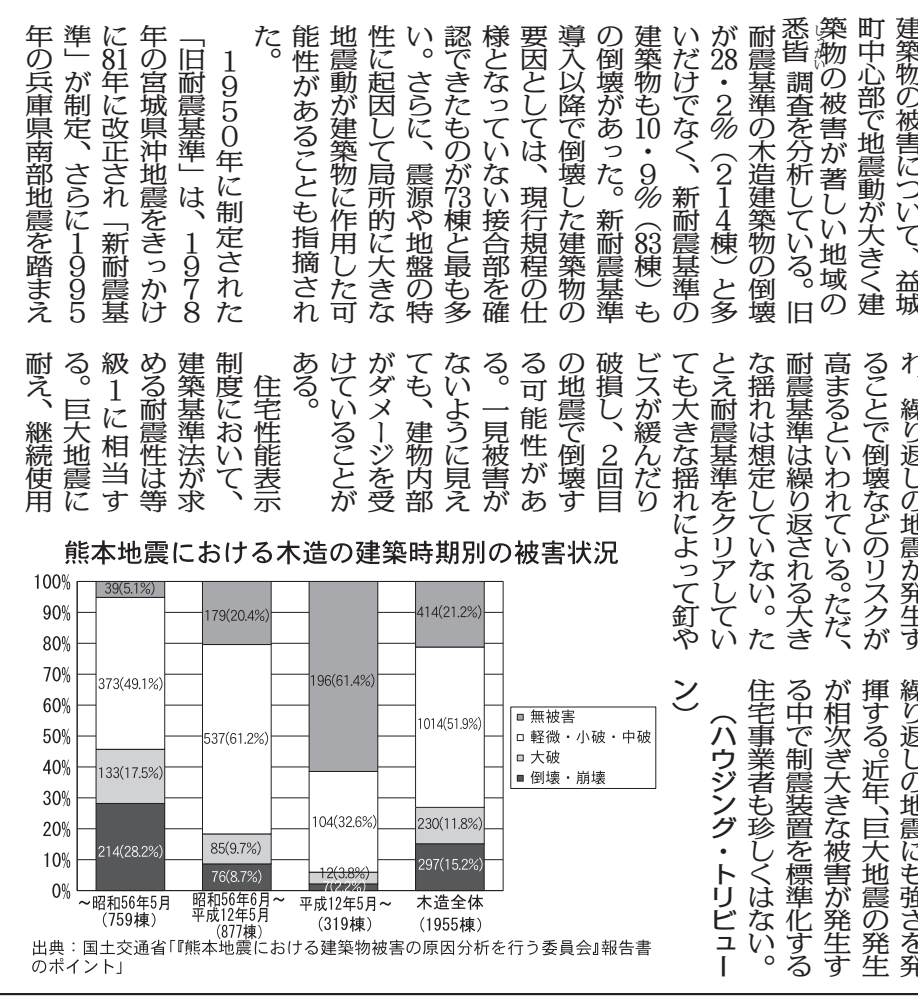 建築物の被害について、益城
町中心部で地震動が大きく建
築物の被害が著しい地域の
悉皆調査を分析している。旧
しっかい
耐震基準の木造建築物の倒壊
が28・2%（214棟）と多
いだけでなく、新耐震基準の
建築物も10・9%（83棟）も
の倒壊があった。新耐震基準
導入以降で倒壊した建築物の
要因としては、現行規程の仕
様となっていない接合部を確
認できたものが73棟と最も多
い。さらに、震源や地盤の特
性に起因して局所的に大きな
地震動が建築物に作用した可
能性があることも指摘され
た。
1950年に制定された
「旧耐震基準」は、1978
年の宮城県沖地震をきっかけ
に81年に改正され「新耐震基
準」が制定、さらに1995
年の兵庫県南部地震を踏まえ
れ、繰り返しの地震が発生す
ることで倒壊などのリスクが
高まるといわれている。ただ、
耐震基準は繰り返される大き
な揺れは想定していない。た
とえ耐震基準をクリアしてい
ても大きな揺れによって釘や
ビスが緩んだり
破損し、2回目
の地震で倒壊す
る可能性があ
る。一見被害が
ないように見え
ても、建物内部
がダメージを受
けていることが
ある。
住宅性能表示
制度において、
建築基準法が求
める耐震性は等
級1に相当す
る。巨大地震に
耐え、継続使用
繰り返しの地震にも強さを発
揮する。近年、巨大地震の発生
が相次ぎ大きな被害が発生す
る中で制震装置を標準化する
住宅事業者も珍しくはない。
（ハウジング・トリビュー
ン）
熊本地震における木造の建築時期別の被害状況
100%
90%
80%
70%
60%
50%
40%
30%
20%
10%
0%
39(5.1%)
373(49.1%)
133(17.5%)
214(28.2%)
179(20.4%)
537(61.2%)
85(9.7%)
76(8.7%)
196(61.4%)
104(32.6%)
12(3.8%)
7(2.2%)
414(21.2%)
1014(51.9%)
230(11.8%)
297(15.2%)
無被害
軽微・小破・中破
大破
倒壊・崩壊
～昭和56年5月
（759棟）
昭和56年6月～
平成12年5月
（877棟）
平成12年5月～
（319棟）
木造全体
（1955棟）
出典：国土交通省「『熊本地震における建築物被害の原因分析を行う委員会』報告書
のポイント」